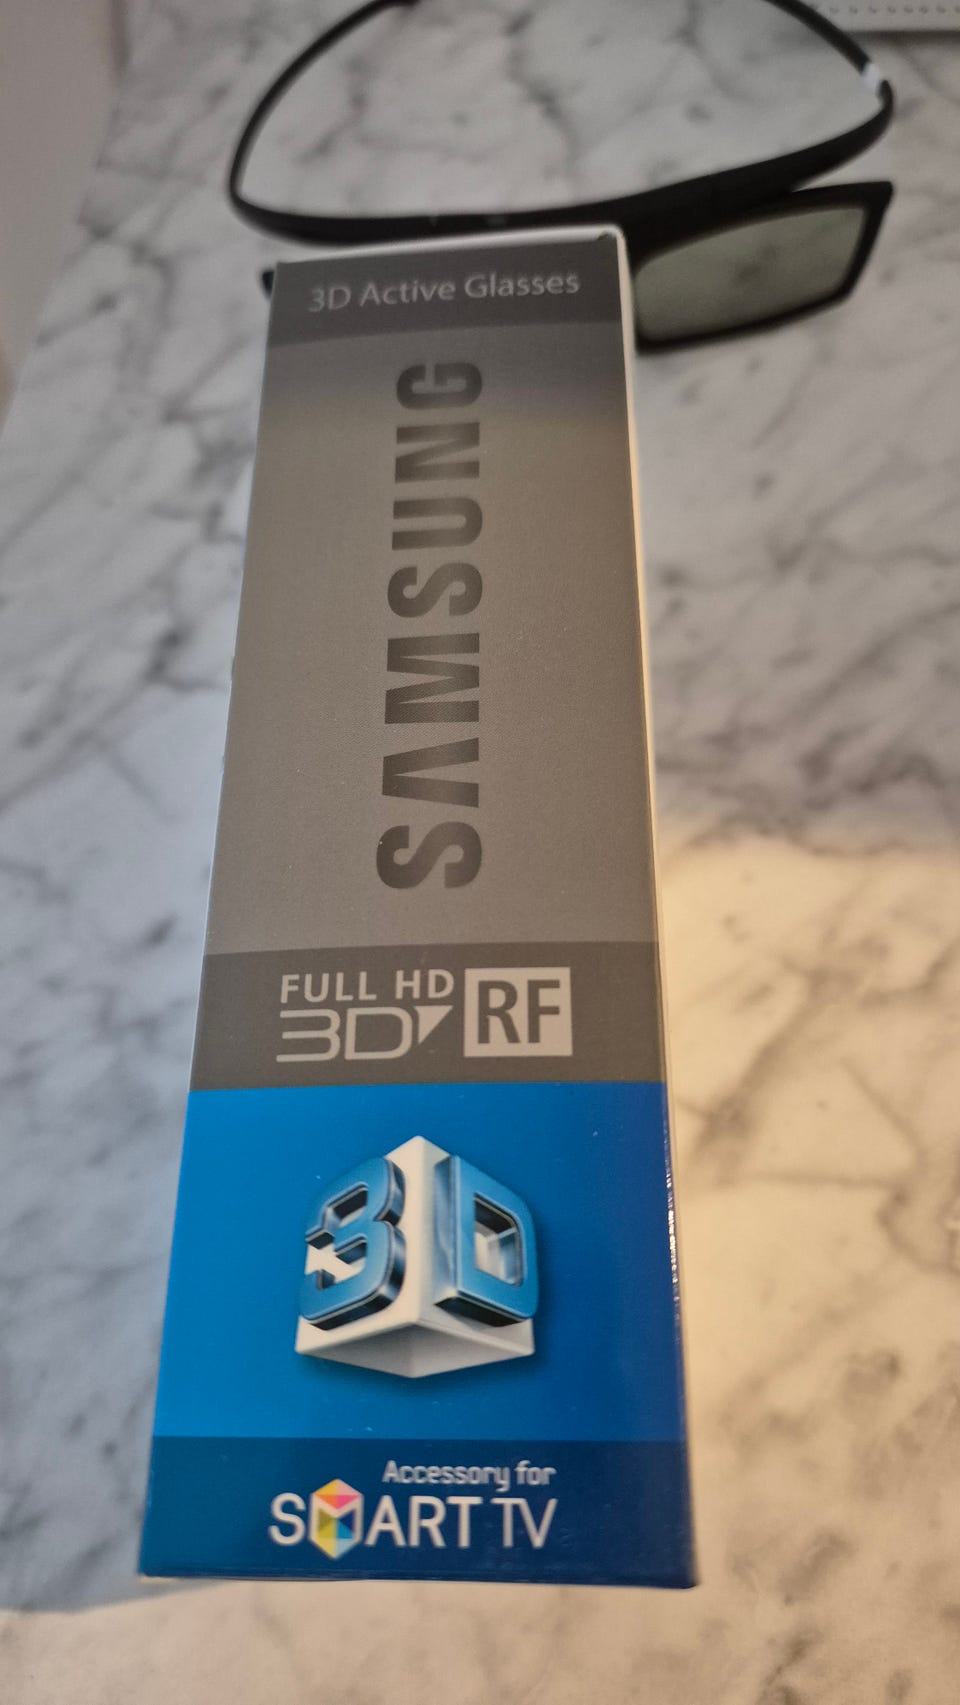 3D Active Glasses
SAMSUNG
FULL HD
3D RF
3D
Accessory for
SMART TV